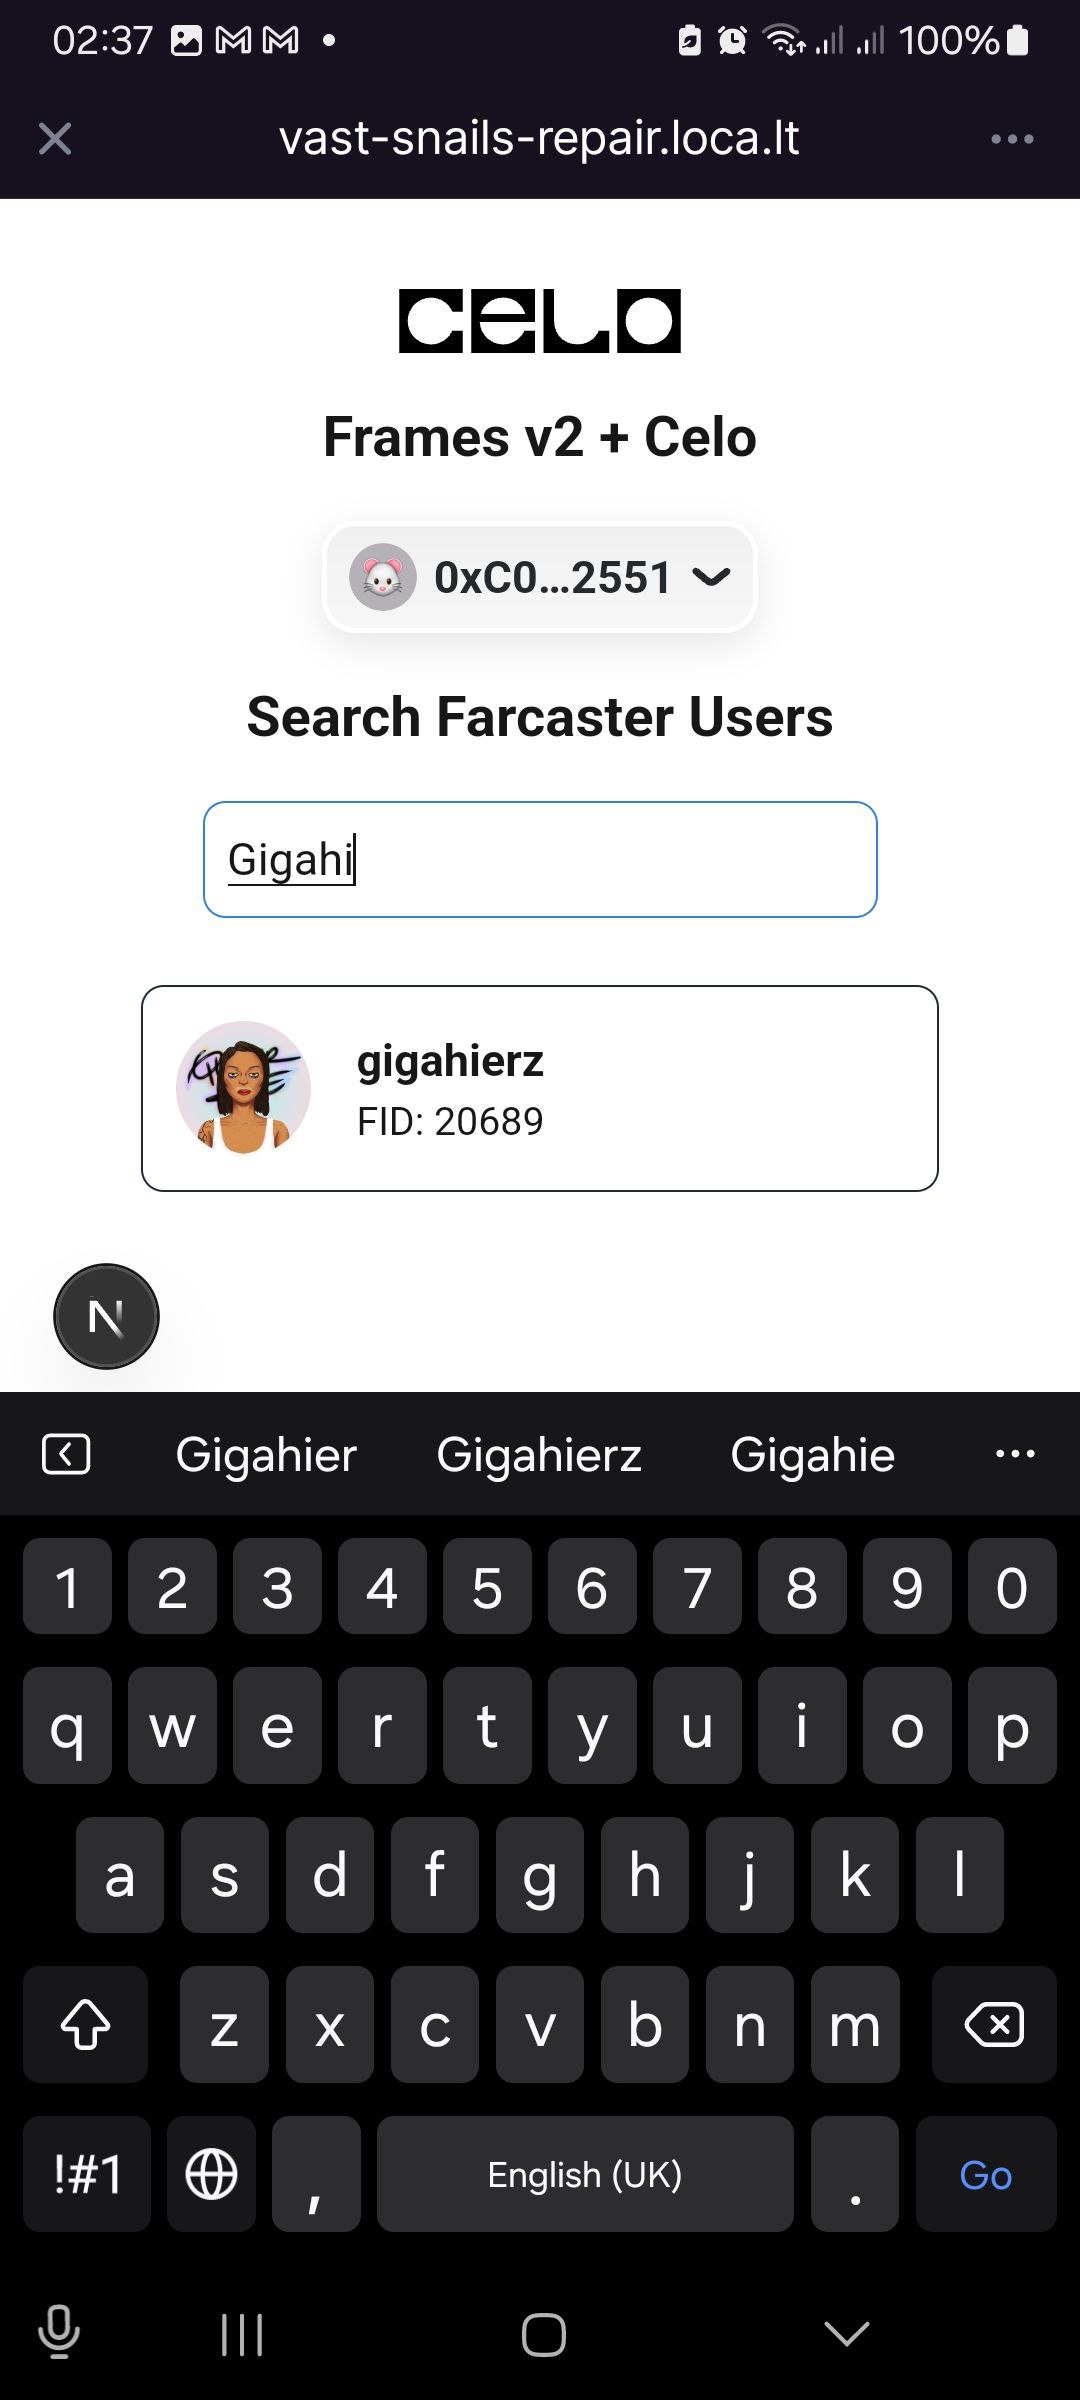 02:37 100%
vast-snails-repair.loca.lt
celo
Frames v2 + Celo
0xC0...2551
Search Farcaster Users
Gigahi
gigahierz
FID: 20689
N
Gigahier Gigahierz Gigahie
1 2 3 4 5 6 7 8 9 0
q w e r t y u i o p
a s d f g h j k l
z x c v b n m
!#1 , English (UK) . Go